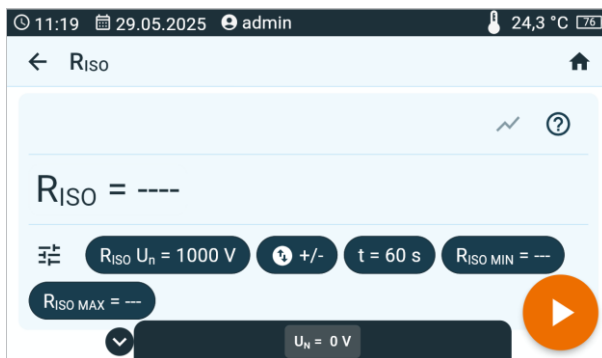 11:19 29.05.2025 admin 24,3 °C 76
RISO
RISO = ----
RISO Un = 1000 V +/- t = 60 s RISO MIN = ---
RISO MAX = ---
UN = 0 V